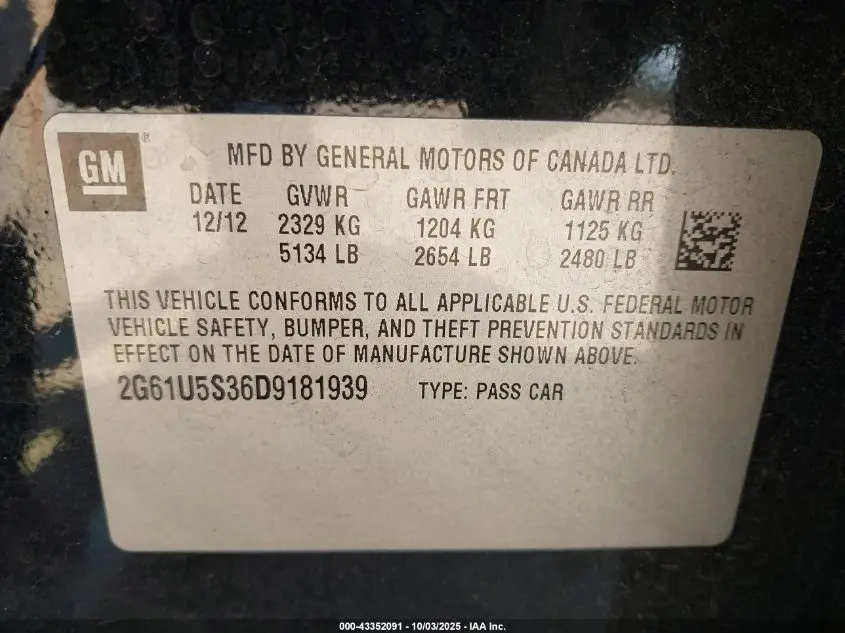 GM ®
MFD BY GENERAL MOTORS OF CANADA LTD.
DATE GVWR GAWR FRT GAWR RR
12/12 2329 KG 1204 KG 1125 KG
5134 LB 2654 LB 2480 LB
THIS VEHICLE CONFORMS TO ALL APPLICABLE U.S. FEDERAL MOTOR
VEHICLE SAFETY, BUMPER, AND THEFT PREVENTION STANDARDS IN
EFFECT ON THE DATE OF MANUFACTURE SHOWN ABOVE.
2G61U5S36D9181939 TYPE: PASS CAR
000-43352091 - 10/03/2025 - IAA Inc.